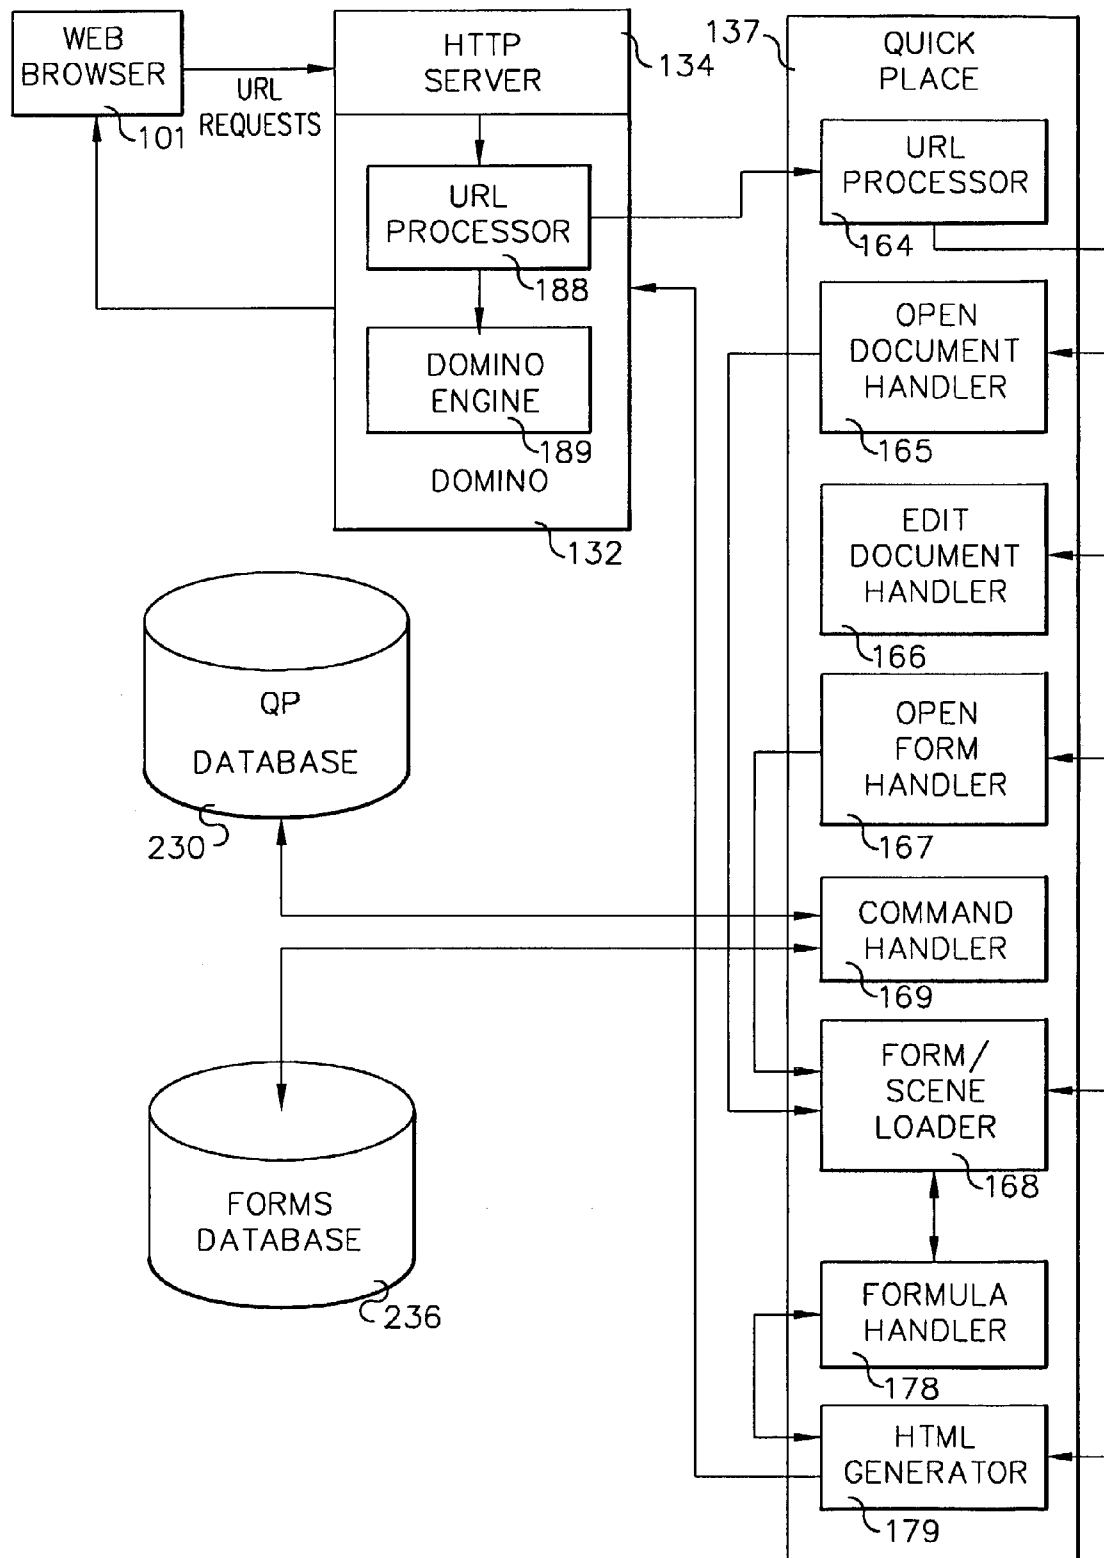 WEB
BROWSER
101
URL
REQUESTS
HTTP
SERVER
134
URL
PROCESSOR
188
DOMINO
ENGINE
189
DOMINO
132
137
QUICK
PLACE
URL
PROCESSOR
164
OPEN
DOCUMENT
HANDLER
165
EDIT
DOCUMENT
HANDLER
166
OPEN
FORM
HANDLER
167
COMMAND
HANDLER
169
FORM/
SCENE
LOADER
168
FORMULA
HANDLER
178
HTML
GENERATOR
179
QP
DATABASE
230
FORMS
DATABASE
236